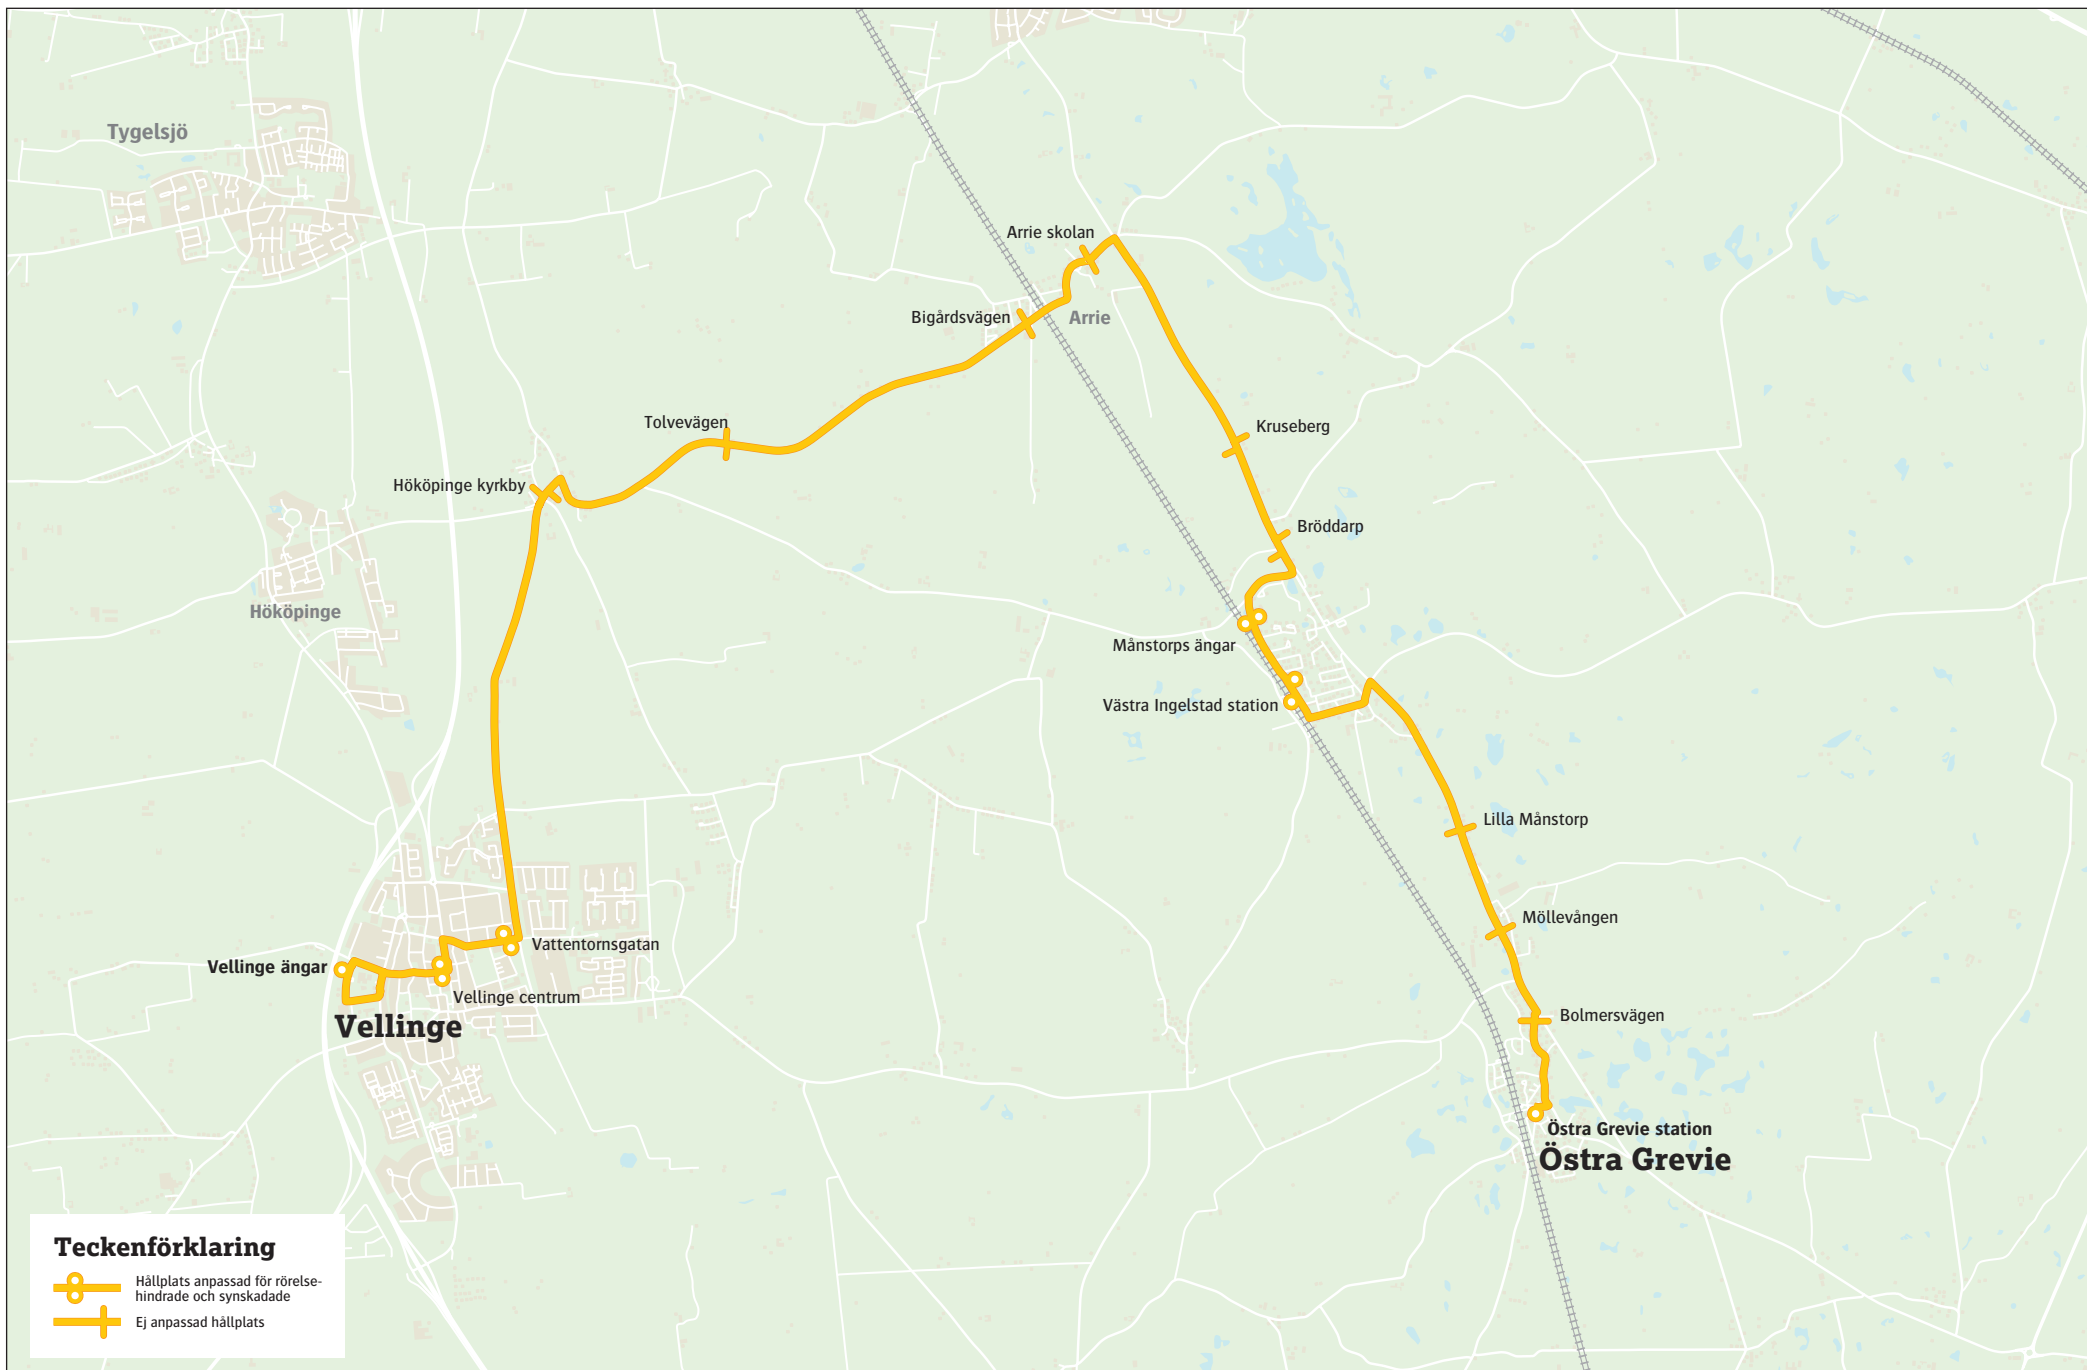 Tygelsjö
Arrie skolan
Bigårdsvägen
Arrie
Tolvevägen
Kruseberg
Hököpinge kyrkby
Bröddarp
Hököpinge
Månstorps ängar
Västra Ingelstad station
Lilla Månstorp
Möllevången
Vattentornsgatan
Vellinge ängar
Vellinge centrum
Vellinge
Bolmersvägen
Östra Grevie station
Östra Grevie
Teckenförklaring
Hållplats anpassad för rörelse-
hindrade och synskadade
Ej anpassad hållplats